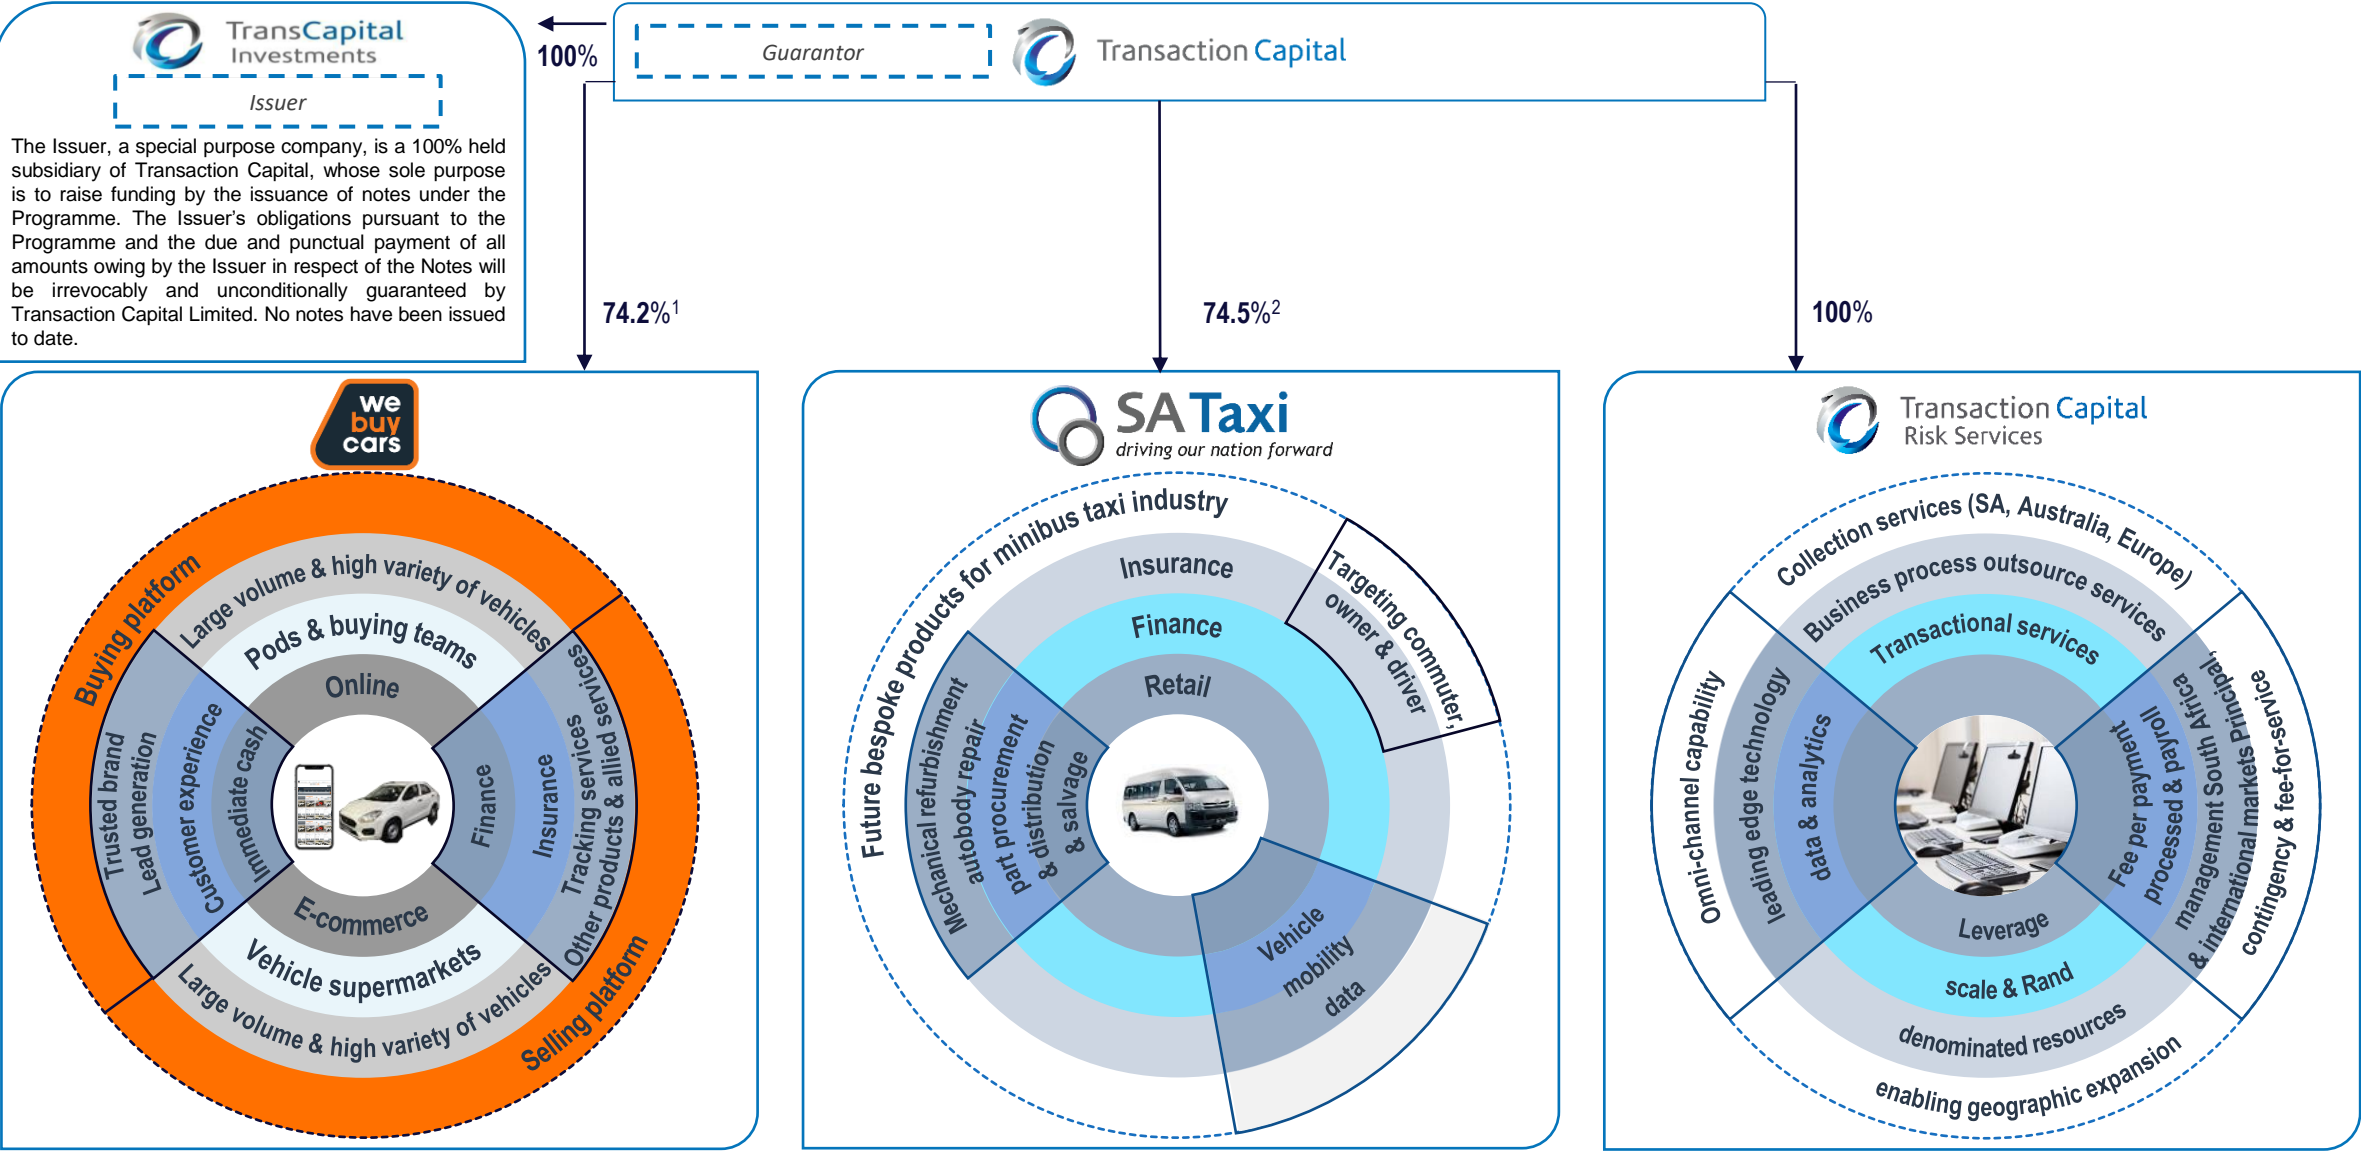 TransCapital
Investments
Issuer
The Issuer, a special purpose company, is a 100% held
subsidiary of Transaction Capital, whose sole purpose
is to raise funding by the issuance of notes under the
Programme. The Issuer’s obligations pursuant to the
Programme and the due and punctual payment of all
amounts owing by the Issuer in respect of the Notes will
be irrevocably and unconditionally guaranteed by
Transaction Capital Limited. No notes have been issued
to date.
100%
Guarantor
Transaction Capital
74.2%1
74.5%2
100%
we
buy
cars
Buying platform
Large volume & high variety of vehicles
Pods & buying teams
Online
Trusted brand
Lead generation
Customer experience
Immediate cash
Finance
Insurance
Tracking services
Other products & allied services
E-commerce
Vehicle supermarkets
Large volume & high variety of vehicles
Selling platform
SA Taxi
driving our nation forward
Future bespoke products for minibus taxi industry
Insurance
Finance
Retail
Targeting commuter,
owner & driver
Mechanical refurbishment
autobody repair
part procurement
& distribution
& salvage
Vehicle
mobility
data
Transaction Capital
Risk Services
Collection services (SA, Australia, Europe)
Business process outsource services
Transactional services
Omni-channel capability
leading edge technology
data & analytics
Fee per payment
processed & payroll
management South Africa
& international markets Principal,
contingency & fee-for-service
Leverage
scale & Rand
denominated resources
enabling geographic expansion